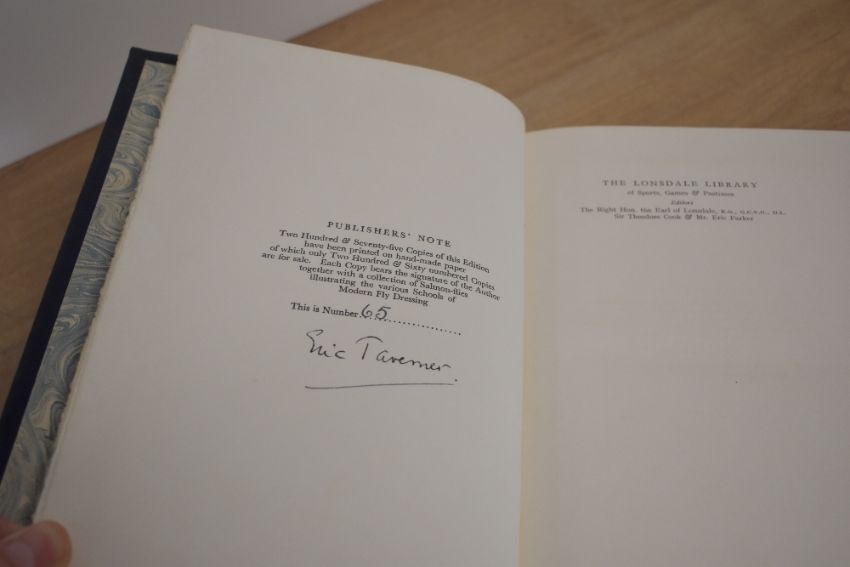 PUBLISHERS' NOTE
Two Hundred & Seventy-five Copies of this Edition
have been printed on hand-made paper
of which only Two Hundred & Sixty numbered Copies
are for sale. Each Copy bears the signature of the Author
together with a collection of Salmon-flies
illustrating the various Schools of
Modern Fly Dressing
This is Number 65
Eric Taverner.
THE LONSDALE LIBRARY
of Sports, Games & Pastimes
Editors
The Right Hon. the Earl of Lonsdale, K.G., G.C.V.O., D.L.
Sir Theodore Cook & Mr. Eric Parker